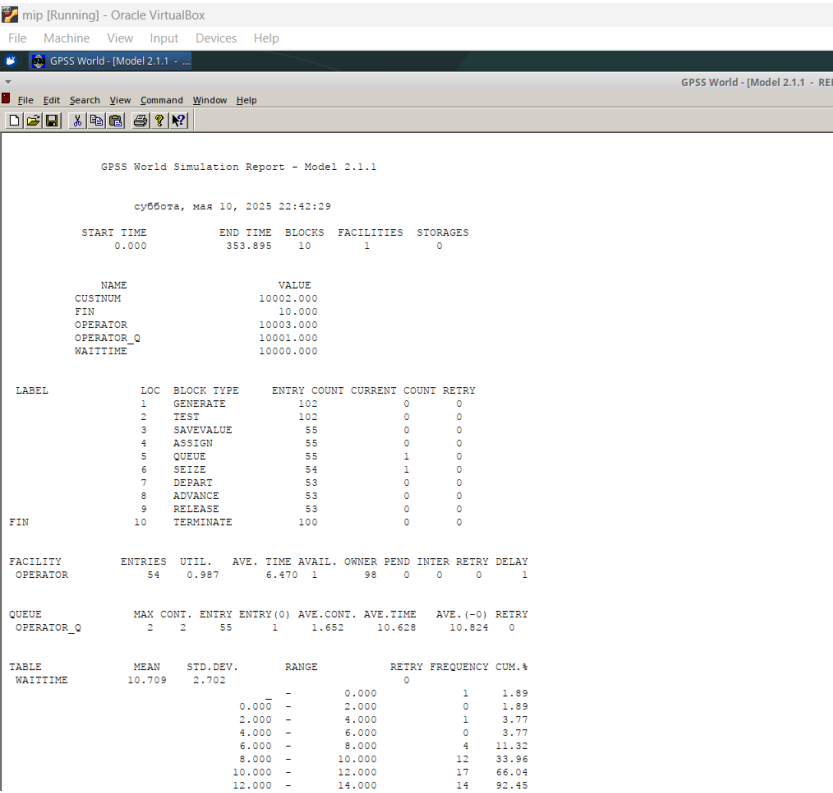 mip [Running] - Oracle VirtualBox
File Machine View Input Devices Help
GPSS World - [Model 2.1.1 - ...
GPSS World - [Model 2.1.1 - REP
File Edit Search View Command Window Help
GPSS World Simulation Report - Model 2.1.1
суббота, мая 10, 2025 22:42:29
START TIME END TIME BLOCKS FACILITIES STORAGES
0.000 353.895 10 1 0
NAME VALUE
CUSTNUM 10002.000
FIN 10.000
OPERATOR 10003.000
OPERATOR_Q 10001.000
WAITTIME 10000.000
LABEL LOC BLOCK TYPE ENTRY COUNT CURRENT COUNT RETRY
1 GENERATE 102 0 0
2 TEST 102 0 0
3 SAVEVALUE 55 0 0
4 ASSIGN 55 0 0
5 QUEUE 55 1 0
6 SEIZE 54 1 0
7 DEPART 53 0 0
8 ADVANCE 53 0 0
9 RELEASE 53 0 0
FIN 10 TERMINATE 100 0 0
FACILITY ENTRIES UTIL. AVE. TIME AVAIL. OWNER PEND INTER RETRY DELAY
OPERATOR 54 0.987 6.470 1 98 0 0 0 1
QUEUE MAX CONT. ENTRY ENTRY(0) AVE.CONT. AVE.TIME AVE.(-0) RETRY
OPERATOR_Q 2 2 55 1 1.652 10.628 10.824 0
TABLE MEAN STD.DEV. RANGE RETRY FREQUENCY CUM.%
WAITTIME 10.709 2.702 0
_ - 0.000 1 1.89
0.000 - 2.000 0 1.89
2.000 - 4.000 1 3.77
4.000 - 6.000 0 3.77
6.000 - 8.000 4 11.32
8.000 - 10.000 12 33.96
10.000 - 12.000 17 66.04
12.000 - 14.000 14 92.45